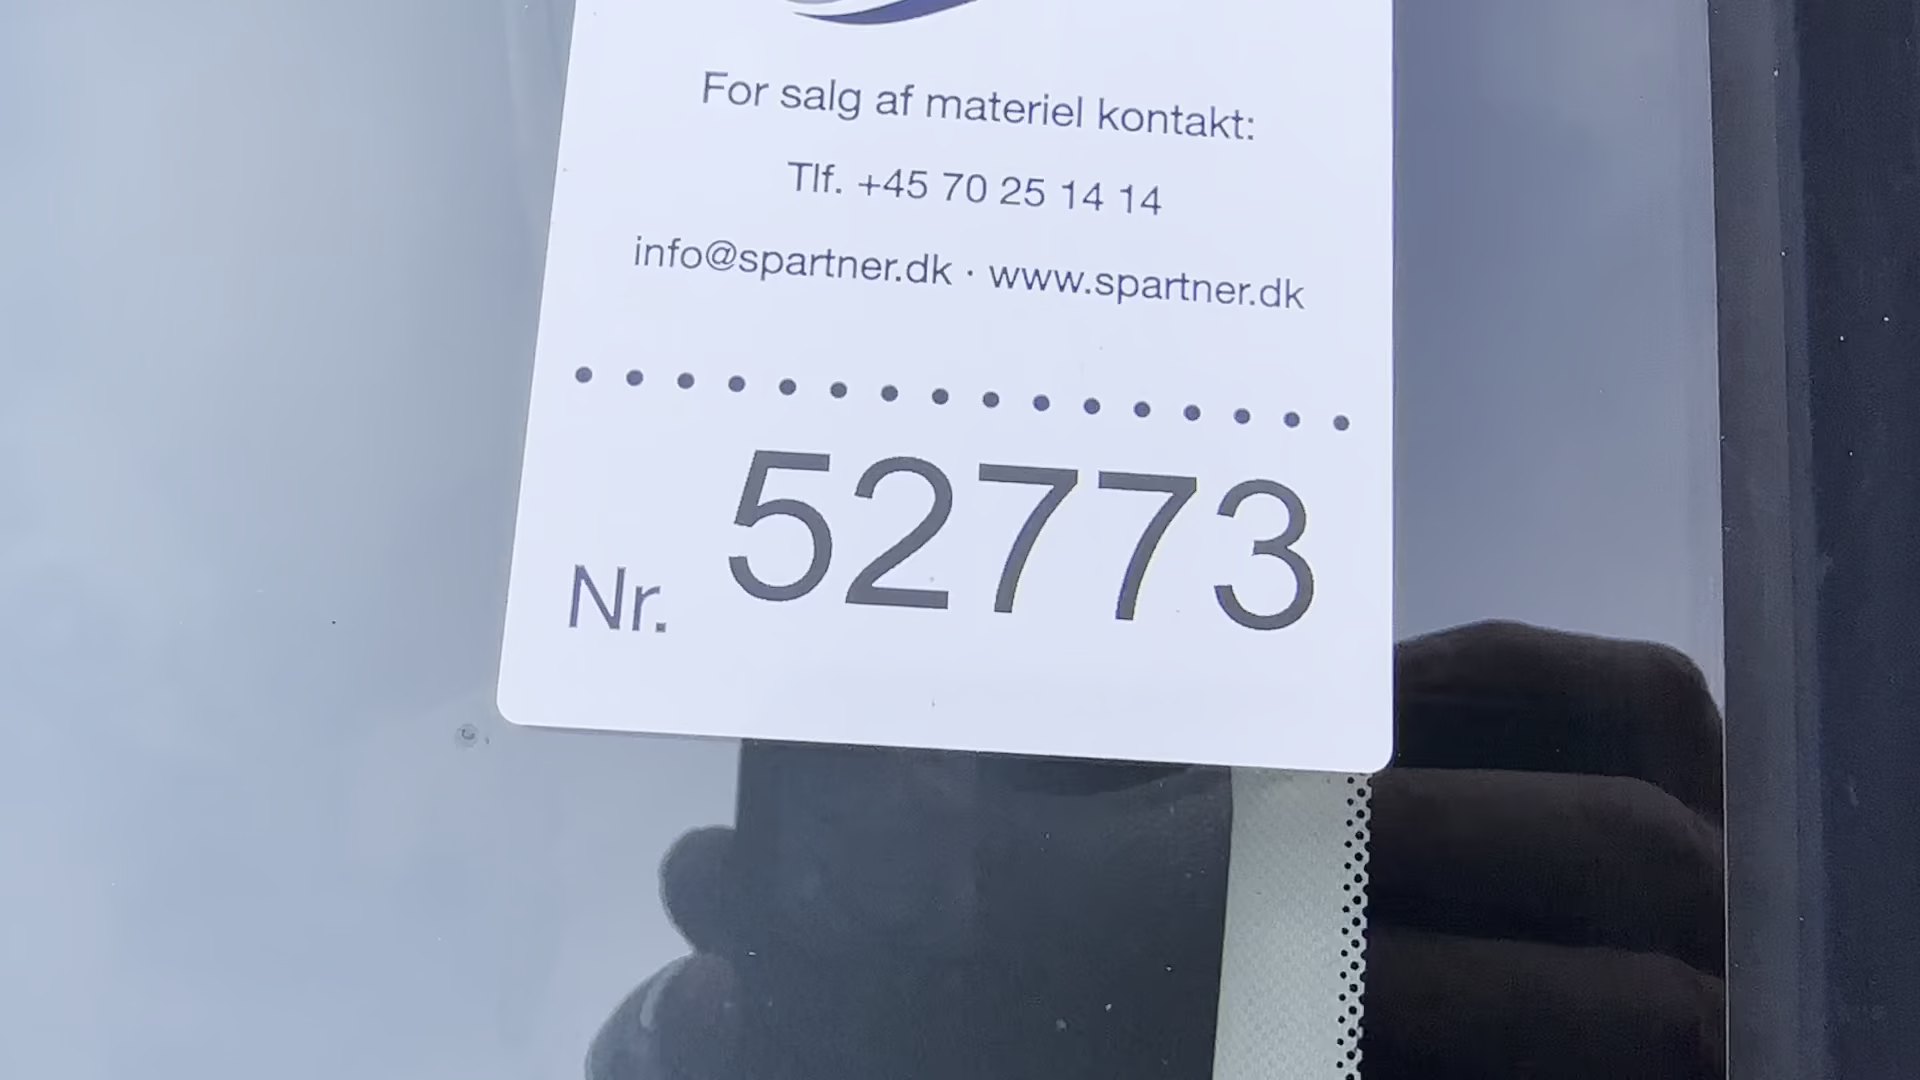 For salg af materiel kontakt:
Tlf. +45 70 25 14 14
info@spartner.dk · www.spartner.dk
Nr. 52773